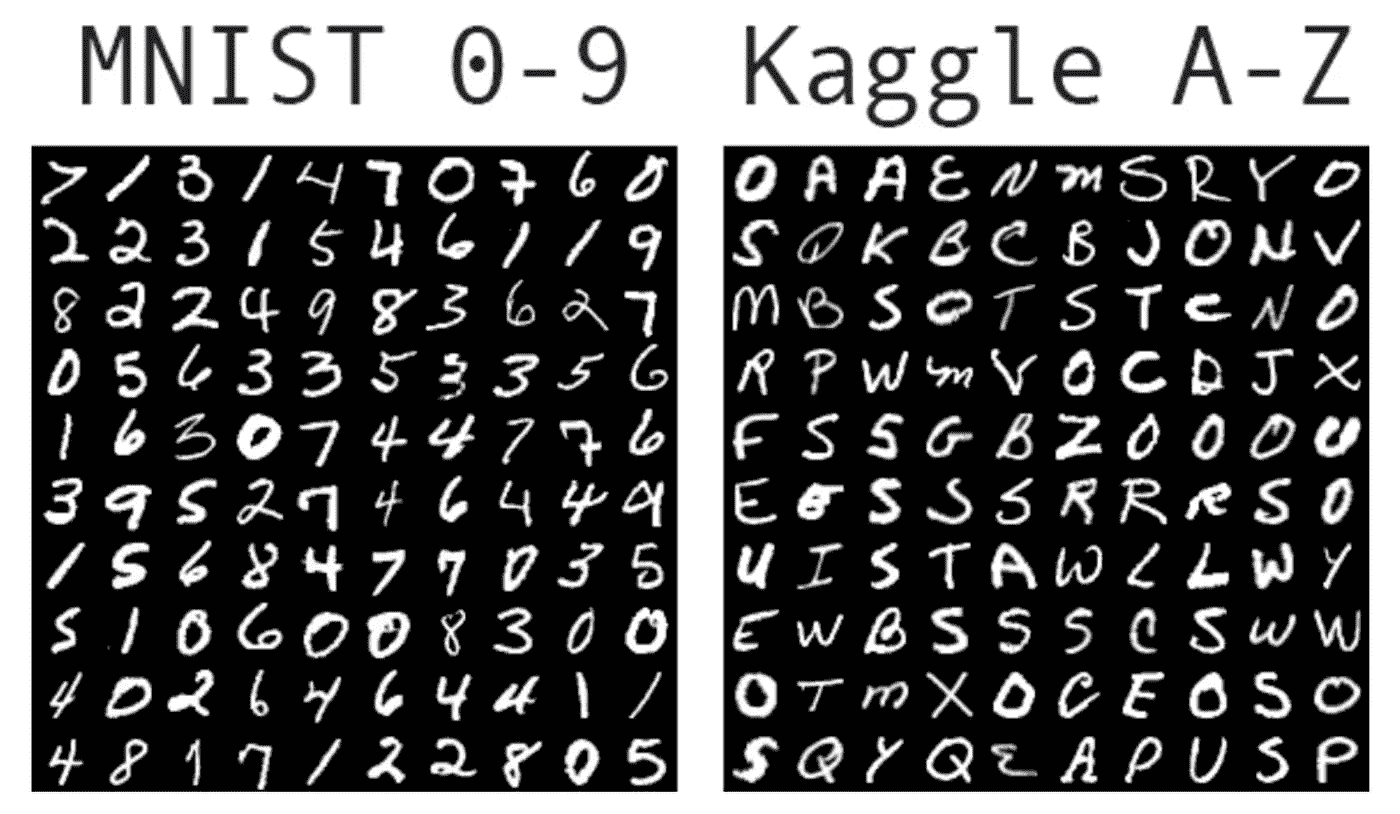 MNIST 0-9
Kaggle A-Z
7 1 3 1 4 7 0 7 6 0
2 2 3 1 5 4 6 1 1 9
8 2 2 4 9 8 3 6 2 7
0 5 6 3 3 5 3 3 5 6
1 6 3 0 7 4 4 7 7 6
3 9 5 2 7 4 6 4 4 9
1 5 6 8 4 7 7 0 3 5
5 1 0 6 0 0 8 3 0 0
4 0 2 6 4 6 4 4 1 1
4 8 1 7 1 2 2 8 0 5
O A A E N m S R Y O
S O K B C B J O N V
M B S O T S T C N O
R P W m V O C D J X
F S S G B Z O O O U
E S S S R R R S O
U I S T A W L L W Y
E W B S S S C S W W
O T m X O C E O S O
S Q Y Q E A P U S P